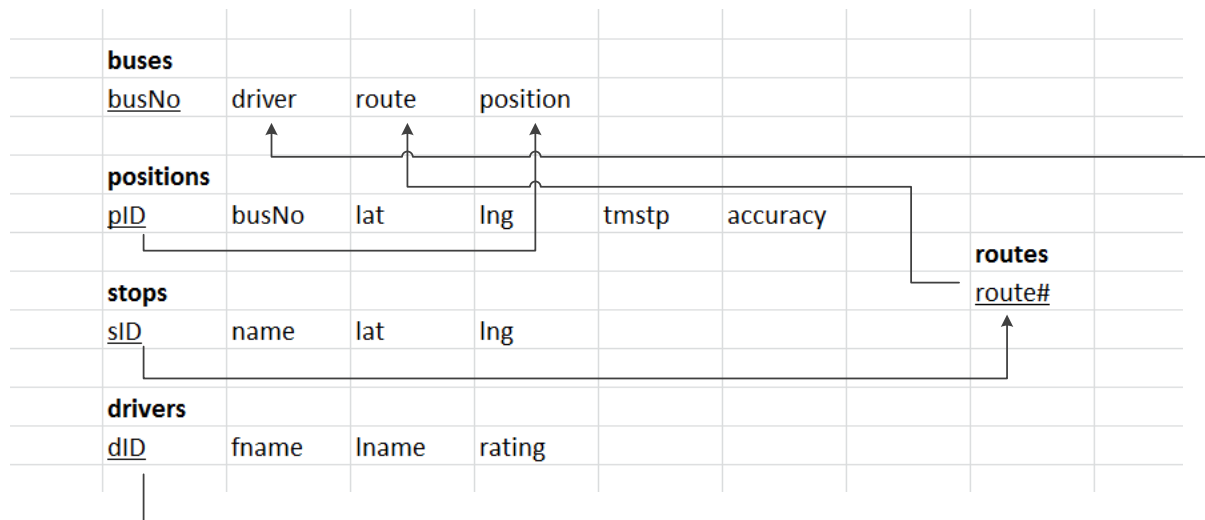 buses
busNo driver route position
positions
pID busNo lat lng tmstp accuracy
routes
stops
route#
sID name lat lng
drivers
dID fname lname rating